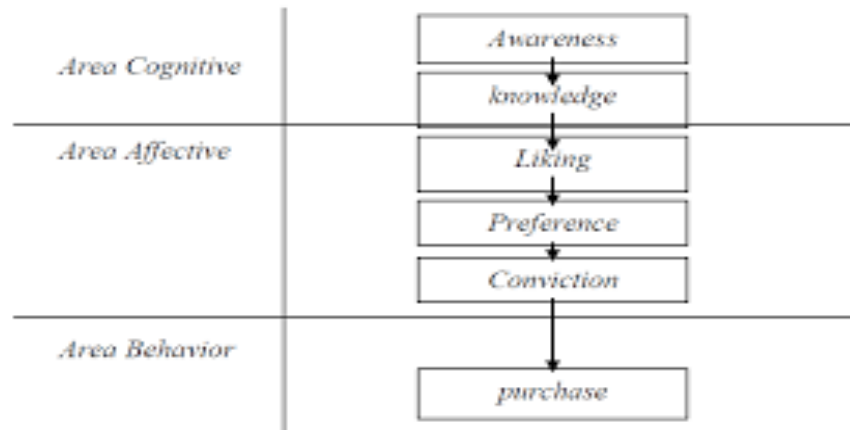 Awareness
Area Cognitive
knowledge
Area Affective
Liking
Preference
Conviction
Area Behavior
purchase